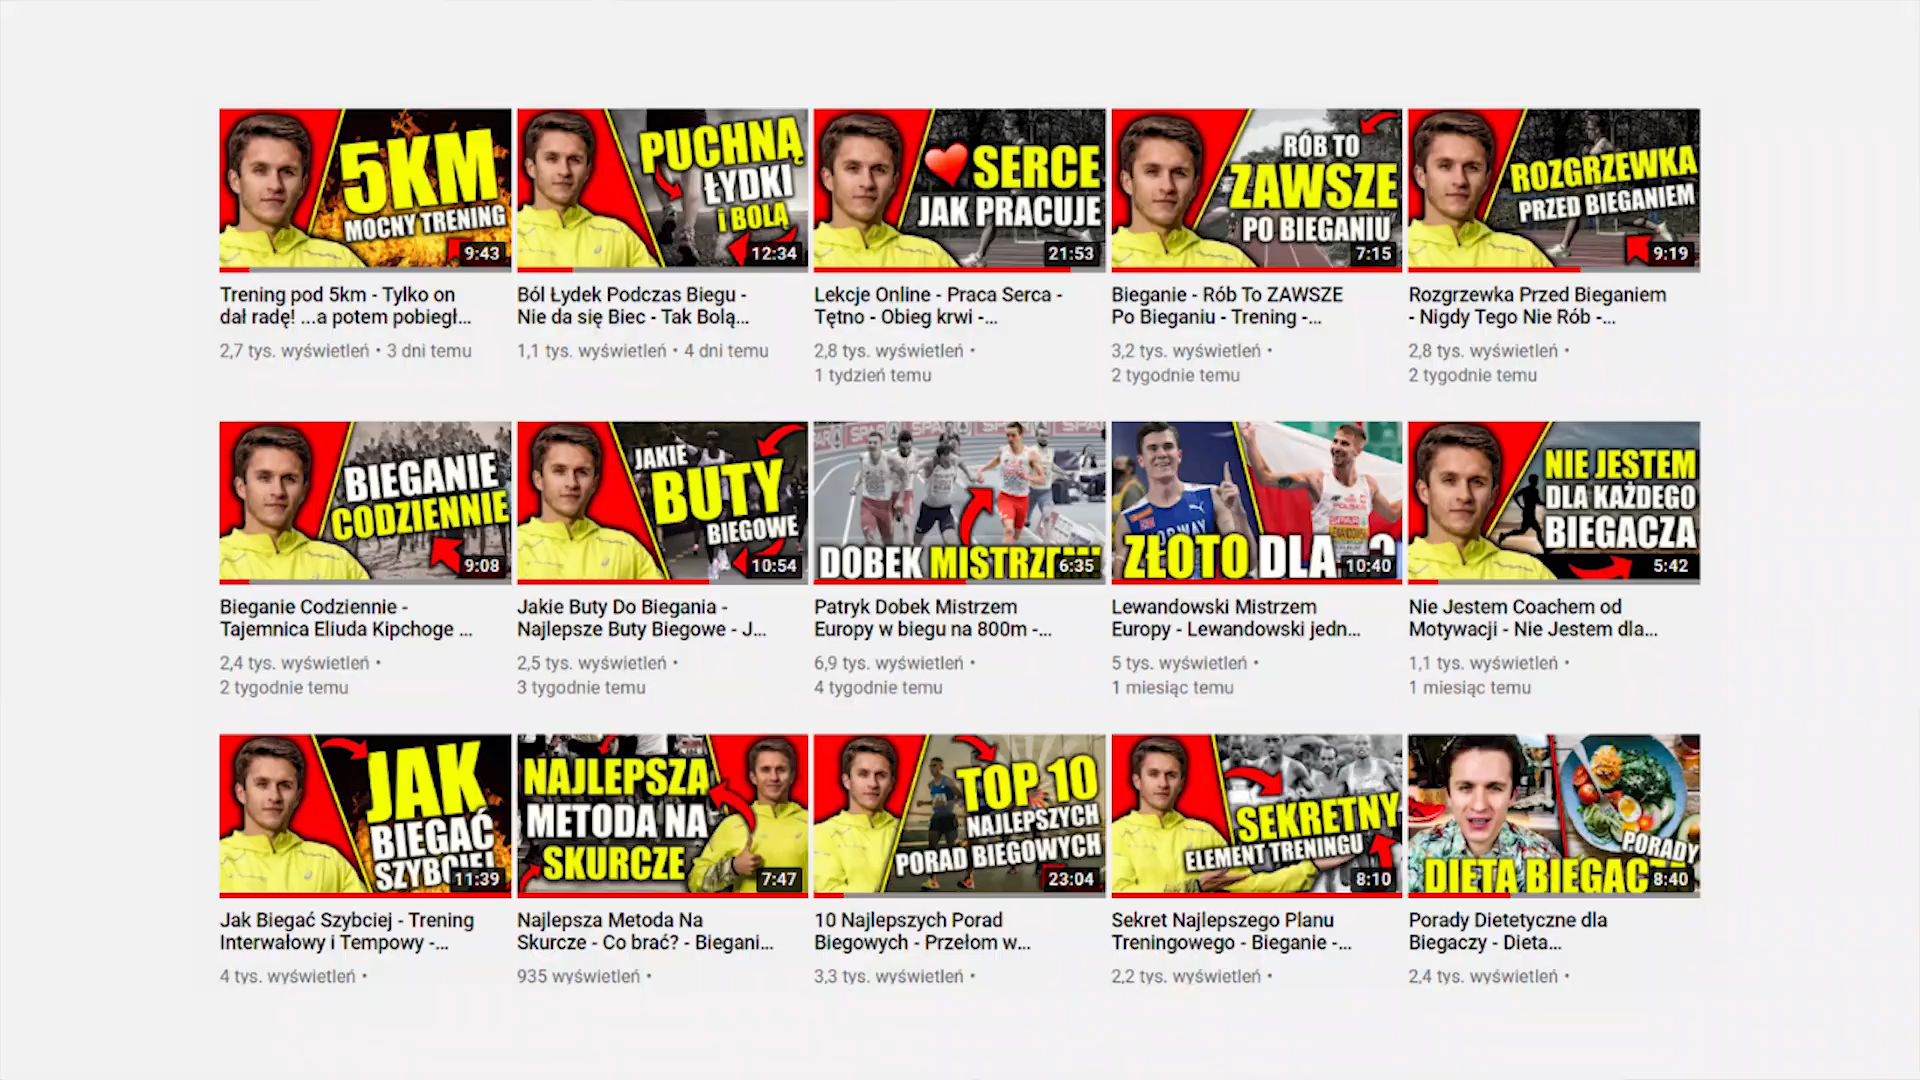 5KM
MOCNY TRENING
9:43
Trening pod 5km - Tylko on
dał radę! ...a potem pobiegł...
2,7 tys. wyświetleń • 3 dni temu
PUCHNĄ
ŁYDKI
i BOLĄ
12:34
Ból Łydek Podczas Biegu -
Nie da się Biec - Tak Bolą...
1,1 tys. wyświetleń • 4 dni temu
SERCE
JAK PRACUJE
21:53
Lekcje Online - Praca Serca -
Tętno - Obieg krwi -...
2,8 tys. wyświetleń •
1 tydzień temu
RÓB TO
ZAWSZE
PO BIEGANIU
7:15
Bieganie - Rób To ZAWSZE
Po Bieganiu - Trening -...
3,2 tys. wyświetleń •
2 tygodnie temu
ROZGRZEWKA
PRZED BIEGANIEM
9:19
Rozgrzewka Przed Bieganiem
- Nigdy Tego Nie Rób -...
2,8 tys. wyświetleń •
2 tygodnie temu
BIEGANIE
CODZIENNIE
9:08
Bieganie Codziennie -
Tajemnica Eliuda Kipchoge ...
2,4 tys. wyświetleń •
2 tygodnie temu
JAKIE
BUTY
BIEGOWE
10:54
Jakie Buty Do Biegania -
Najlepsze Buty Biegowe - J...
2,5 tys. wyświetleń •
3 tygodnie temu
DOBEK
6:35
Patryk Dobek Mistrzem
Europy w biegu na 800m -...
6,9 tys. wyświetleń •
4 tygodnie temu
ZŁOTO DLA
10:40
Lewandowski Mistrzem
Europy - Lewandowski jedn...
5 tys. wyświetleń •
1 miesiąc temu
NIE JESTEM
DLA KAŻDEGO
BIEGACZA
5:42
Nie Jestem Coachem od
Motywacji - Nie Jestem dla...
1,1 tys. wyświetleń •
1 miesiąc temu
JAK
BIEGAĆ
11:39
Jak Biegać Szybciej - Trening
Interwałowy i Tempowy -...
4 tys. wyświetleń •
NAJLEPSZA
METODA NA
SKURCZE
7:47
Najlepsza Metoda Na
Skurcze - Co brać? - Biegani...
935 wyświetleń •
TOP 10
NAJLEPSZYCH
PORAD BIEGOWYCH
23:04
10 Najlepszych Porad
Biegowych - Przełom w...
3,3 tys. wyświetleń •
SEKRETNY
ELEMENT TRENINGU
8:10
Sekret Najlepszego Planu
Treningowego - Bieganie -...
2,2 tys. wyświetleń •
PORADY
DIETA BIEGAC
8:40
Porady Dietetyczne dla
Biegaczy - Dieta...
2,4 tys. wyświetleń •